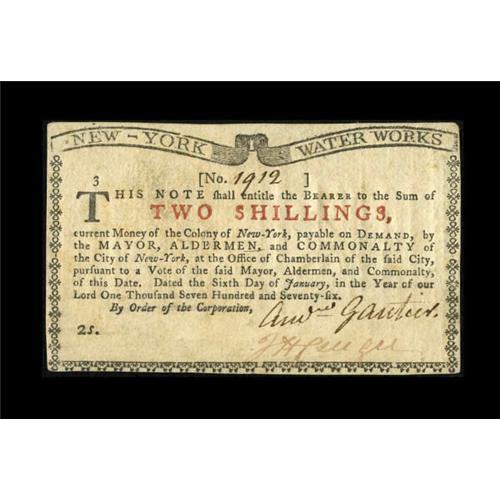 NEW-YORK WATER WORKS
[No. 1912 ]
3
THIS NOTE shall entitle the BEARER to the Sum of
TWO SHILLINGS,
current Money of the Colony of New-York, payable on DEMAND, by
the MAYOR, ALDERMEN, and COMMONALTY of
the City of New-York, at the Office of Chamberlain of the said City,
pursuant to a Vote of the said Mayor, Aldermen, and Commonalty,
of this Date. Dated the Sixth Day of January, in the Year of our
Lord One Thousand Seven Hundred and Seventy-six.
By Order of the Corporation,
Andw Gautier.
2s.